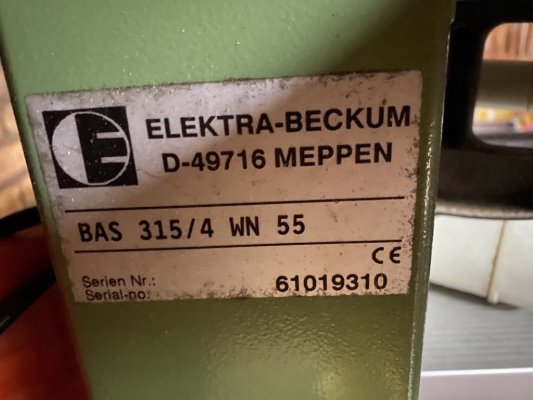 E ELEKTRA-BECKUM
D-49716 MEPPEN
BAS 315/4 WN 55
CE
Serien Nr.:
Serial-no: 61019310